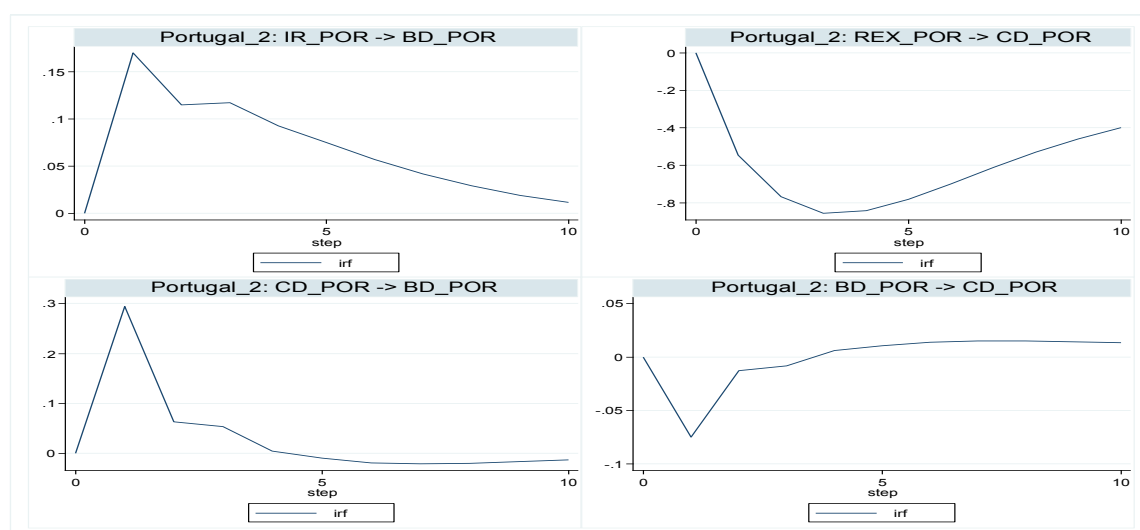 Portugal_2: IR_POR -> BD_POR
.15
.1
.05
0
0 5 10
step
irf
Portugal_2: REX_POR -> CD_POR
0
-.2
-.4
-.6
-.8
0 5 10
step
irf
Portugal_2: CD_POR -> BD_POR
.3
.2
.1
0
0 5 10
step
irf
Portugal_2: BD_POR -> CD_POR
.05
0
-.05
-.1
0 5 10
step
irf